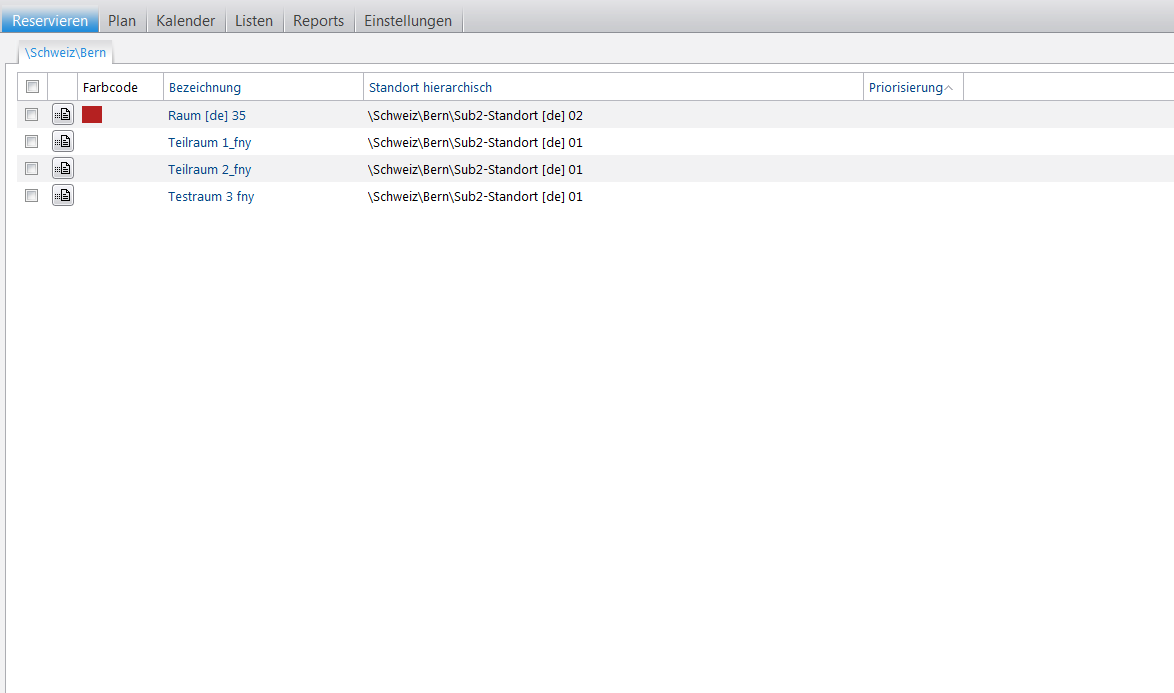 Reservieren Plan Kalender Listen Reports Einstellungen
\Schweiz\Bern
Farbcode Bezeichnung Standort hierarchisch Priorisierung
Raum [de] 35 \Schweiz\Bern\Sub2-Standort [de] 02
Teilraum 1_fny \Schweiz\Bern\Sub2-Standort [de] 01
Teilraum 2_fny \Schweiz\Bern\Sub2-Standort [de] 01
Testraum 3 fny \Schweiz\Bern\Sub2-Standort [de] 01